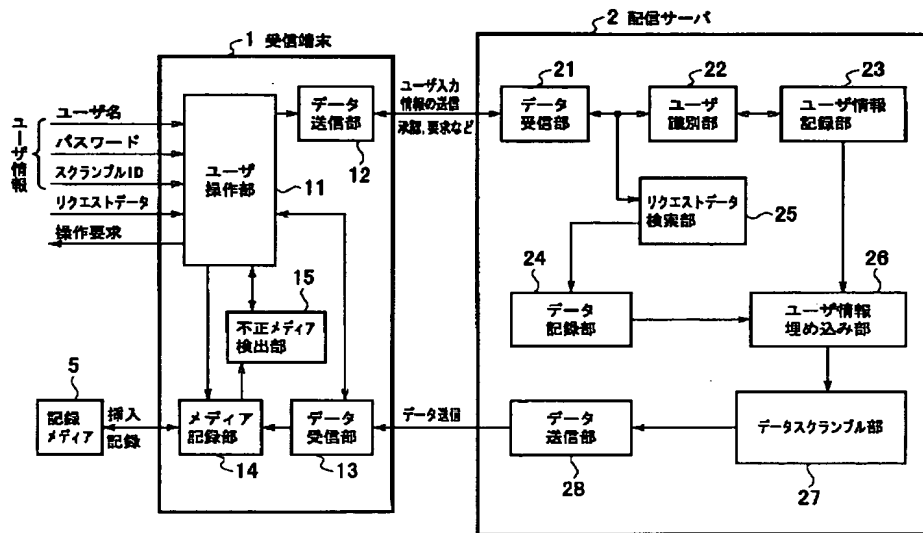 1 受信端末
2 配信サーバ
ユーザ情報
ユーザ名
パスワード
スクランブルID
リクエストデータ
操作要求
ユーザ
操作部
11
データ
送信部
12
ユーザ入力
情報の送信
承認、要求など
21
データ
受信部
22
ユーザ
識別部
23
ユーザ情報
記録部
リクエストデータ
検索部
25
15
不正メディア
検出部
24
データ
記録部
26
ユーザ情報
埋め込み部
5
記録
メディア
挿入
記録
メディア
記録部
14
データ
受信部
13
データ送信
データ
送信部
28
データスクランブル部
27